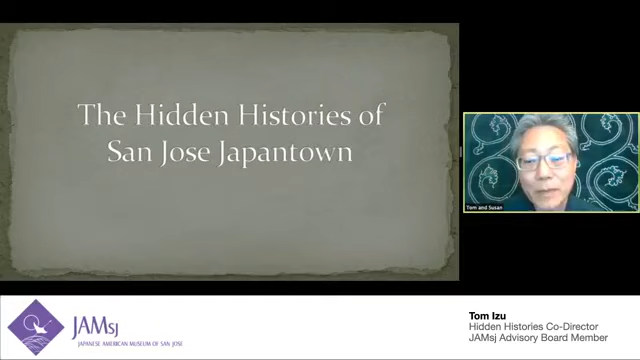 The Hidden Histories of
San Jose Japantown
Tom and Susan
JAMsj
JAPANESE AMERICAN MUSEUM OF SAN JOSE
Tom Izu
Hidden Histories Co-Director
JAMsj Advisory Board Member